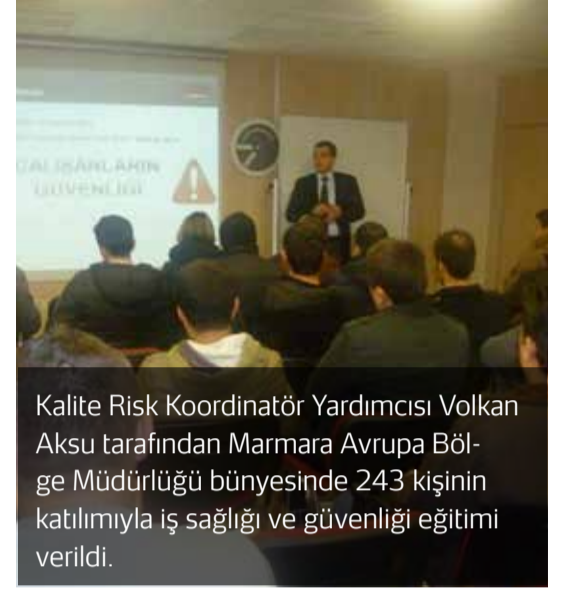 ÇALIŞANLARIN
GÜVENLİĞİ
Kalite Risk Koordinatör Yardımcısı Volkan
Aksu tarafından Marmara Avrupa Böl-
ge Müdürlüğü bünyesinde 243 kişinin
katılımıyla iş sağlığı ve güvenliği eğitimi
verildi.